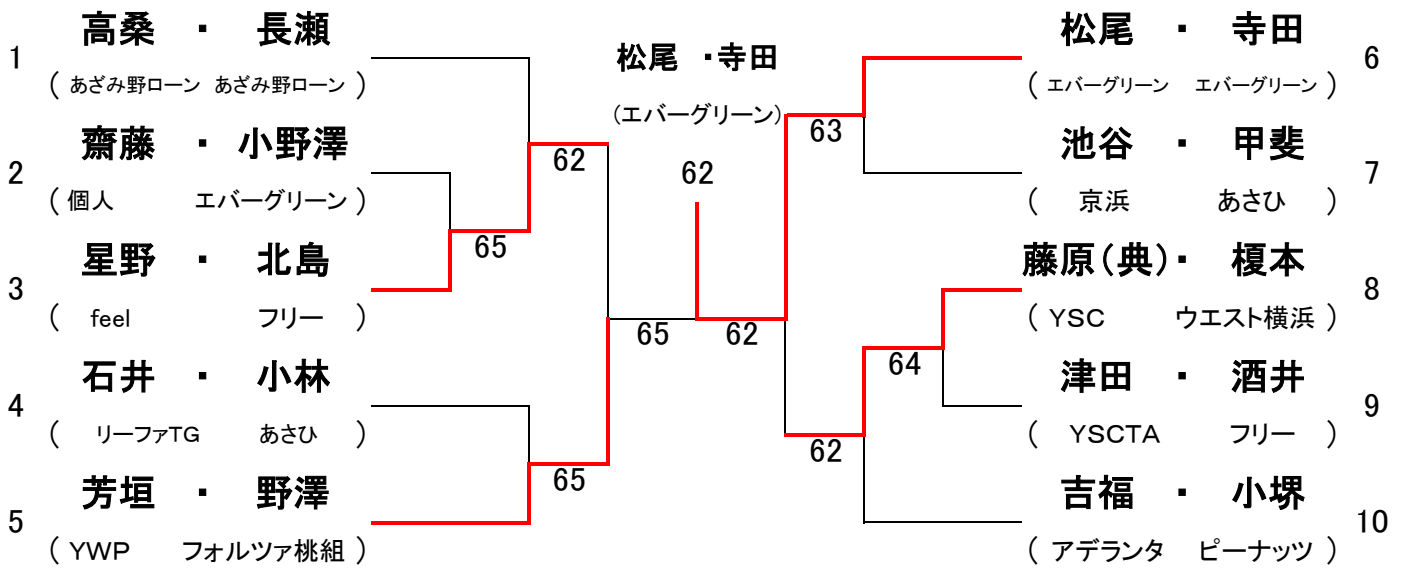 1 高桑 ・ 長瀬
( あざみ野ローン あざみ野ローン )
2 齋藤 ・ 小野澤
( 個人 エバーグリーン )
3 星野 ・ 北島
( feel フリー )
4 石井 ・ 小林
( リーファTG あさひ )
5 芳垣 ・ 野澤
( YWP フォルツァ桃組 )
62
65
65
65
松尾 ・寺田
(エバーグリーン)
62
62
63
64
62
松尾 ・ 寺田 6
( エバーグリーン エバーグリーン )
池谷 ・ 甲斐 7
( 京浜 あさひ )
藤原(典)・ 榎本 8
( YSC ウエスト横浜 )
津田 ・ 酒井 9
( YSCTA フリー )
吉福 ・ 小堺 10
( アデランタ ピーナッツ )